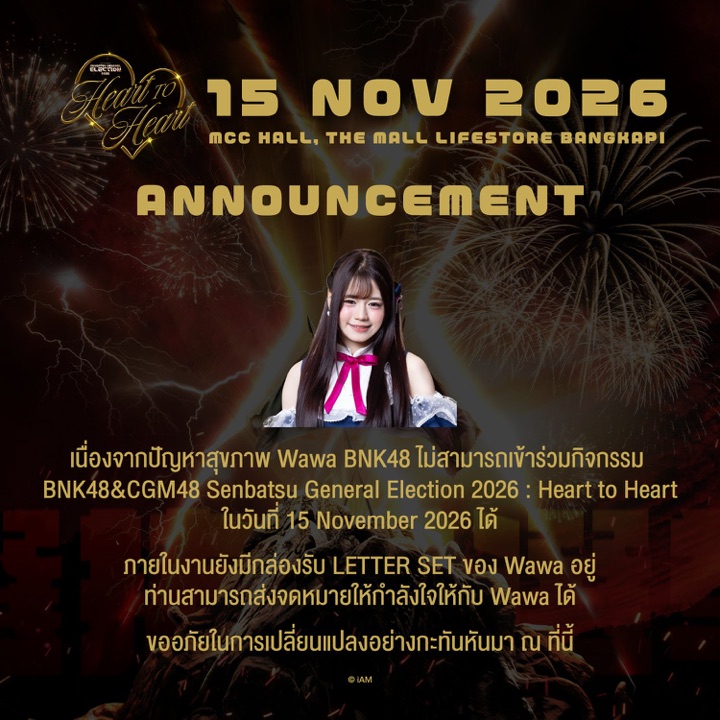 ELECTION
Heart To
Heart
15 NOV 2026
MCC HALL, THE MALL LIFESTORE BANGKAPI
ANNOUNCEMENT
เนื่องจากปัญหาสุขภาพ Wawa BNK48 ไม่สามารถเข้าร่วมกิจกรรม
BNK48&CGM48 Senbatsu General Election 2026 : Heart to Heart
ในวันที่ 15 November 2026 ได้
ภายในงานยังมีกล่องรับ LETTER SET ของ Wawa อยู่
ท่านสามารถส่งจดหมายให้กำลังใจให้กับ Wawa ได้
ขออภัยในการเปลี่ยนแปลงอย่างกะทันหันมา ณ ที่นี้
© iAM